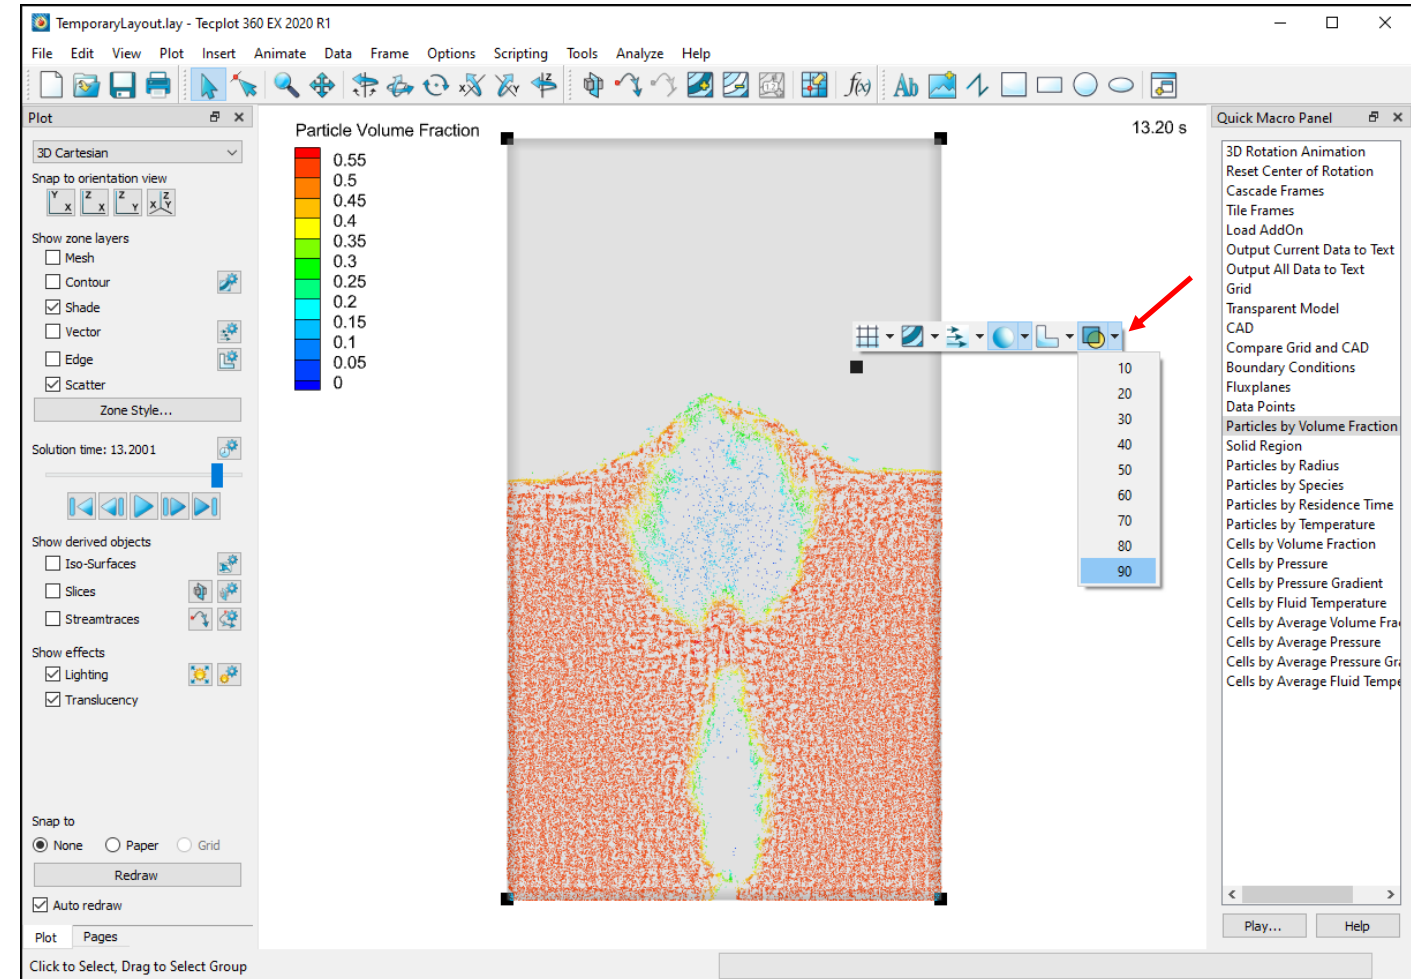 TemporaryLayout.lay - Tecplot 360 EX 2020 R1
File Edit View Plot Insert Animate Data Frame Options Scripting Tools Analyze Help
Plot
3D Cartesian
Snap to orientation view
Y X Z X Z Y X Z Y
Show zone layers
Mesh
Contour
Shade
Vector
Edge
Scatter
Zone Style...
Solution time: 13.2001
Show derived objects
Iso-Surfaces
Slices
Streamtraces
Show effects
Lighting
Translucency
Snap to
None Paper Grid
Redraw
Auto redraw
Plot Pages
Click to Select, Drag to Select Group
Particle Volume Fraction
0.55
0.5
0.45
0.4
0.35
0.3
0.25
0.2
0.15
0.1
0.05
0
13.20 s
10
20
30
40
50
60
70
80
90
Quick Macro Panel
3D Rotation Animation
Reset Center of Rotation
Cascade Frames
Tile Frames
Load AddOn
Output Current Data to Text
Output All Data to Text
Grid
Transparent Model
CAD
Compare Grid and CAD
Boundary Conditions
Fluxplanes
Data Points
Particles by Volume Fraction
Solid Region
Particles by Radius
Particles by Species
Particles by Residence Time
Particles by Temperature
Cells by Volume Fraction
Cells by Pressure
Cells by Pressure Gradient
Cells by Fluid Temperature
Cells by Average Volume Fra
Cells by Average Pressure
Cells by Average Pressure Gr
Cells by Average Fluid Tempe
Play... Help